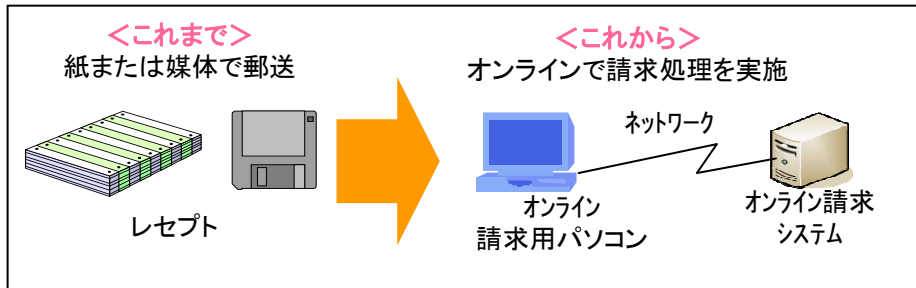 ＜これまで＞
紙または媒体で郵送
レセプト
＜これから＞
オンラインで請求処理を実施
ネットワーク
オンライン
請求用パソコン
オンライン請求
システム